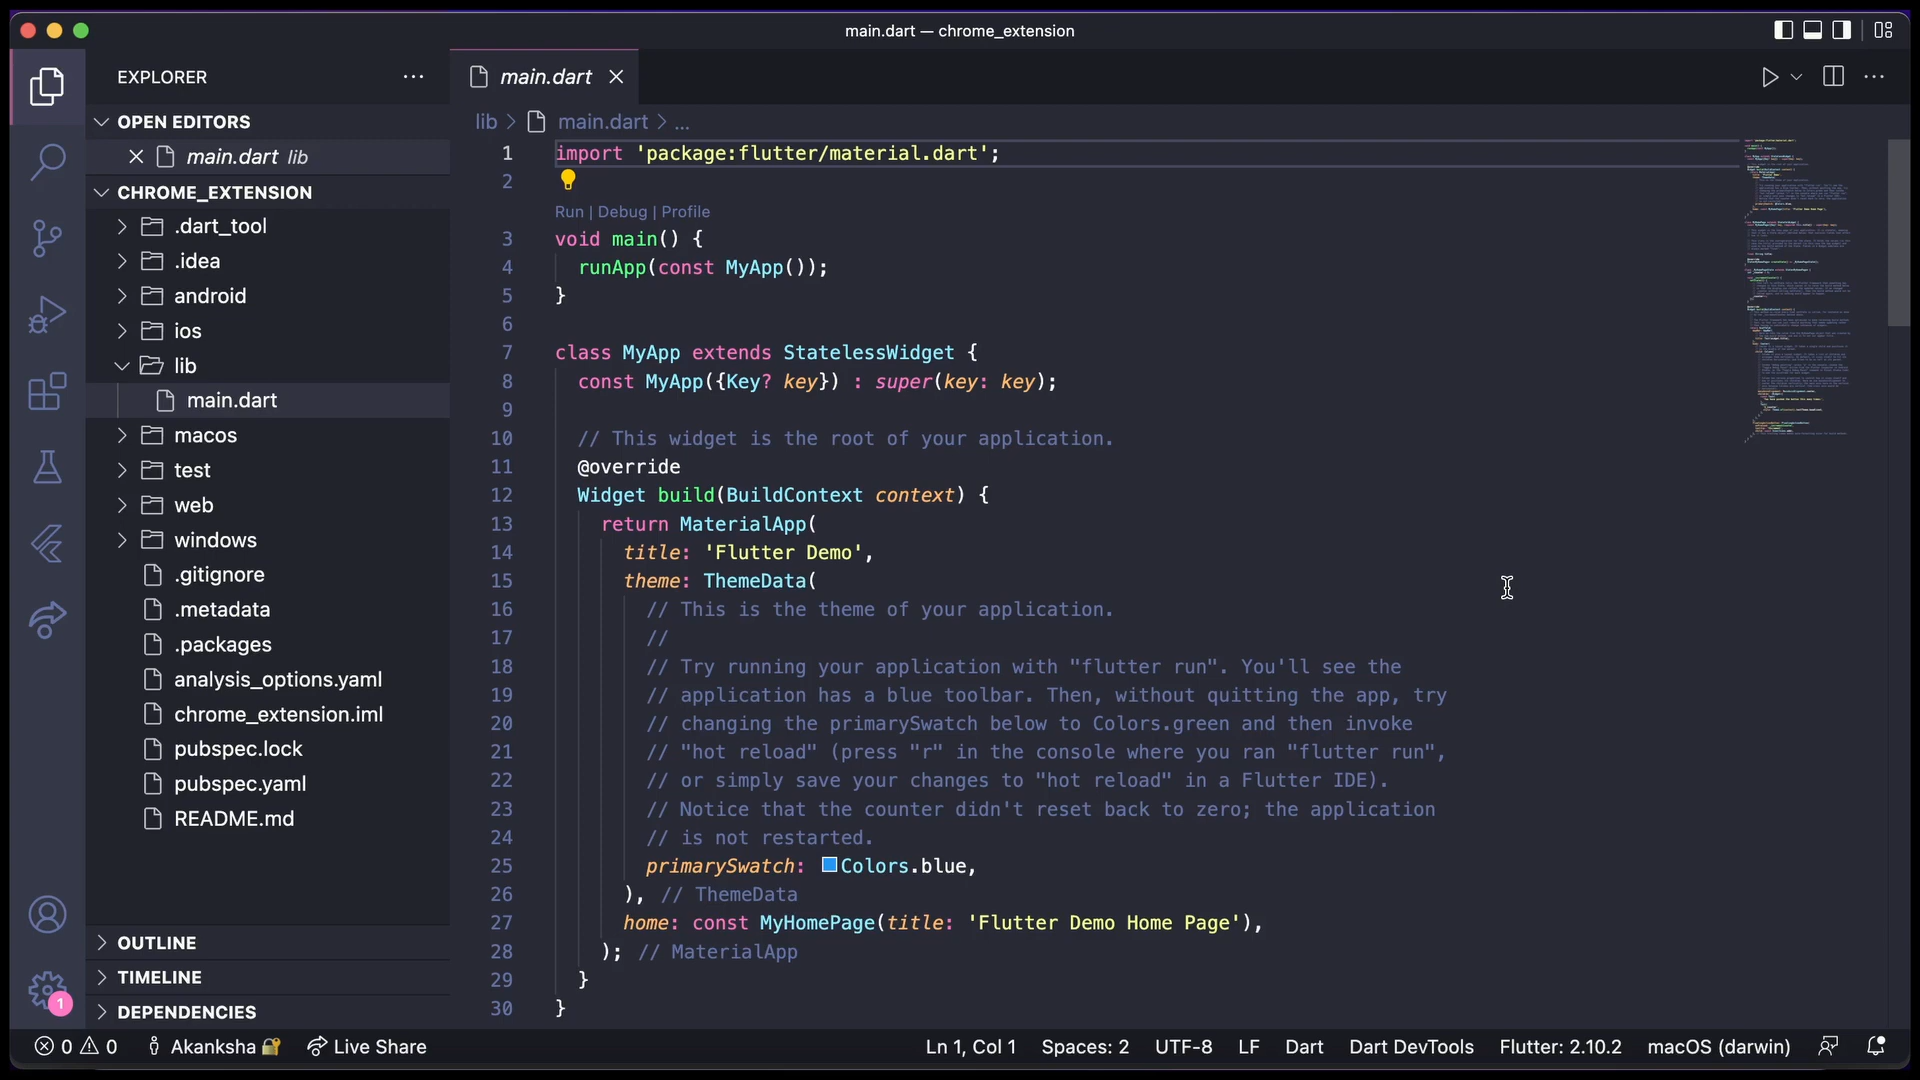 main.dart — chrome_extension
EXPLORER
main.dart
OPEN EDITORS
main.dart lib
CHROME_EXTENSION
.dart_tool
.idea
android
ios
lib
main.dart
macos
test
web
windows
.gitignore
.metadata
.packages
analysis_options.yaml
chrome_extension.iml
pubspec.lock
pubspec.yaml
README.md
OUTLINE
TIMELINE
DEPENDENCIES
1
lib > main.dart > ...
1 import 'package:flutter/material.dart';
2
Run | Debug | Profile
3 void main() {
4 runApp(const MyApp());
5 }
6
7 class MyApp extends StatelessWidget {
8 const MyApp({Key? key}) : super(key: key);
9
10 // This widget is the root of your application.
11 @override
12 Widget build(BuildContext context) {
13 return MaterialApp(
14 title: 'Flutter Demo',
15 theme: ThemeData(
16 // This is the theme of your application.
17 //
18 // Try running your application with "flutter run". You'll see the
19 // application has a blue toolbar. Then, without quitting the app, try
20 // changing the primarySwatch below to Colors.green and then invoke
21 // "hot reload" (press "r" in the console where you ran "flutter run",
22 // or simply save your changes to "hot reload" in a Flutter IDE).
23 // Notice that the counter didn't reset back to zero; the application
24 // is not restarted.
25 primarySwatch: Colors.blue,
26 ), // ThemeData
27 home: const MyHomePage(title: 'Flutter Demo Home Page'),
28 ); // MaterialApp
29 }
30 }
0 0 Akanksha Live Share Ln 1, Col 1 Spaces: 2 UTF-8 LF Dart Dart DevTools Flutter: 2.10.2 macOS (darwin)